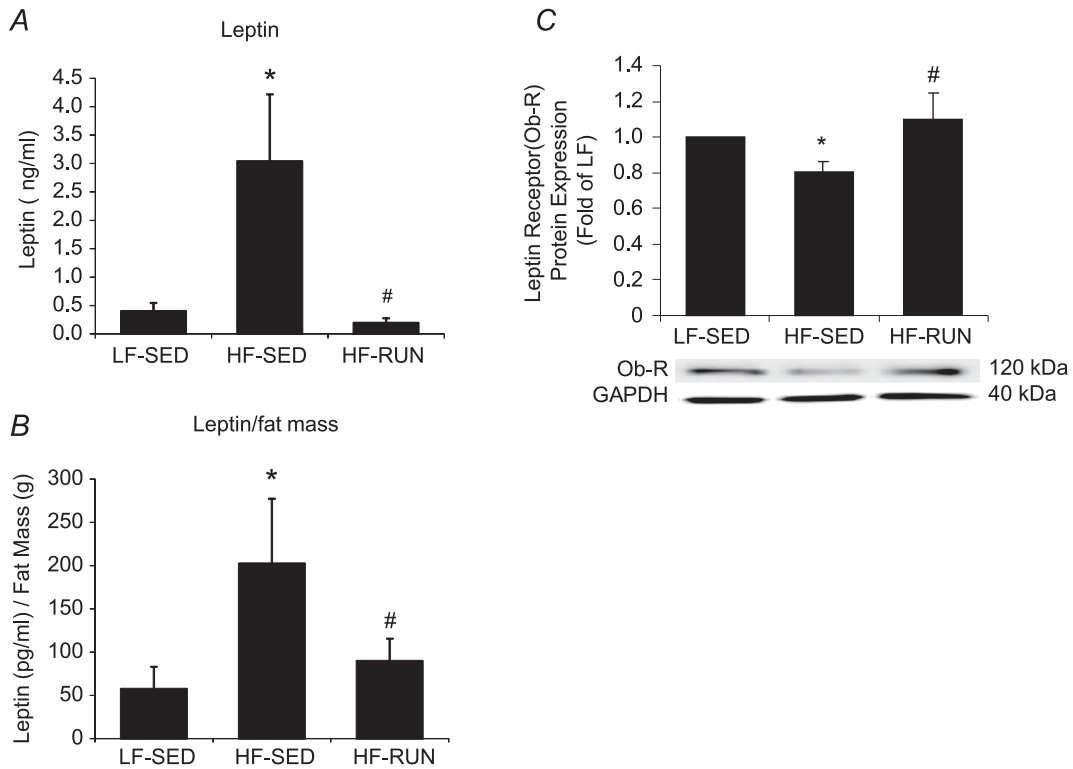 A
Leptin
Leptin ( ng/ml)
4.5
4.0
3.5
3.0
2.5
2.0
1.5
1.0
0.5
0.0
*
#
LF-SED HF-SED HF-RUN
B
Leptin/fat mass
Leptin (pg/ml) / Fat Mass (g)
300
250
200
150
100
50
0
*
#
LF-SED HF-SED HF-RUN
C
Leptin Receptor(Ob-R)
Protein Expression
(Fold of LF)
1.4
1.2
1.0
0.8
0.6
0.4
0.2
0
*
#
LF-SED HF-SED HF-RUN
Ob-R 120 kDa
GAPDH 40 kDa